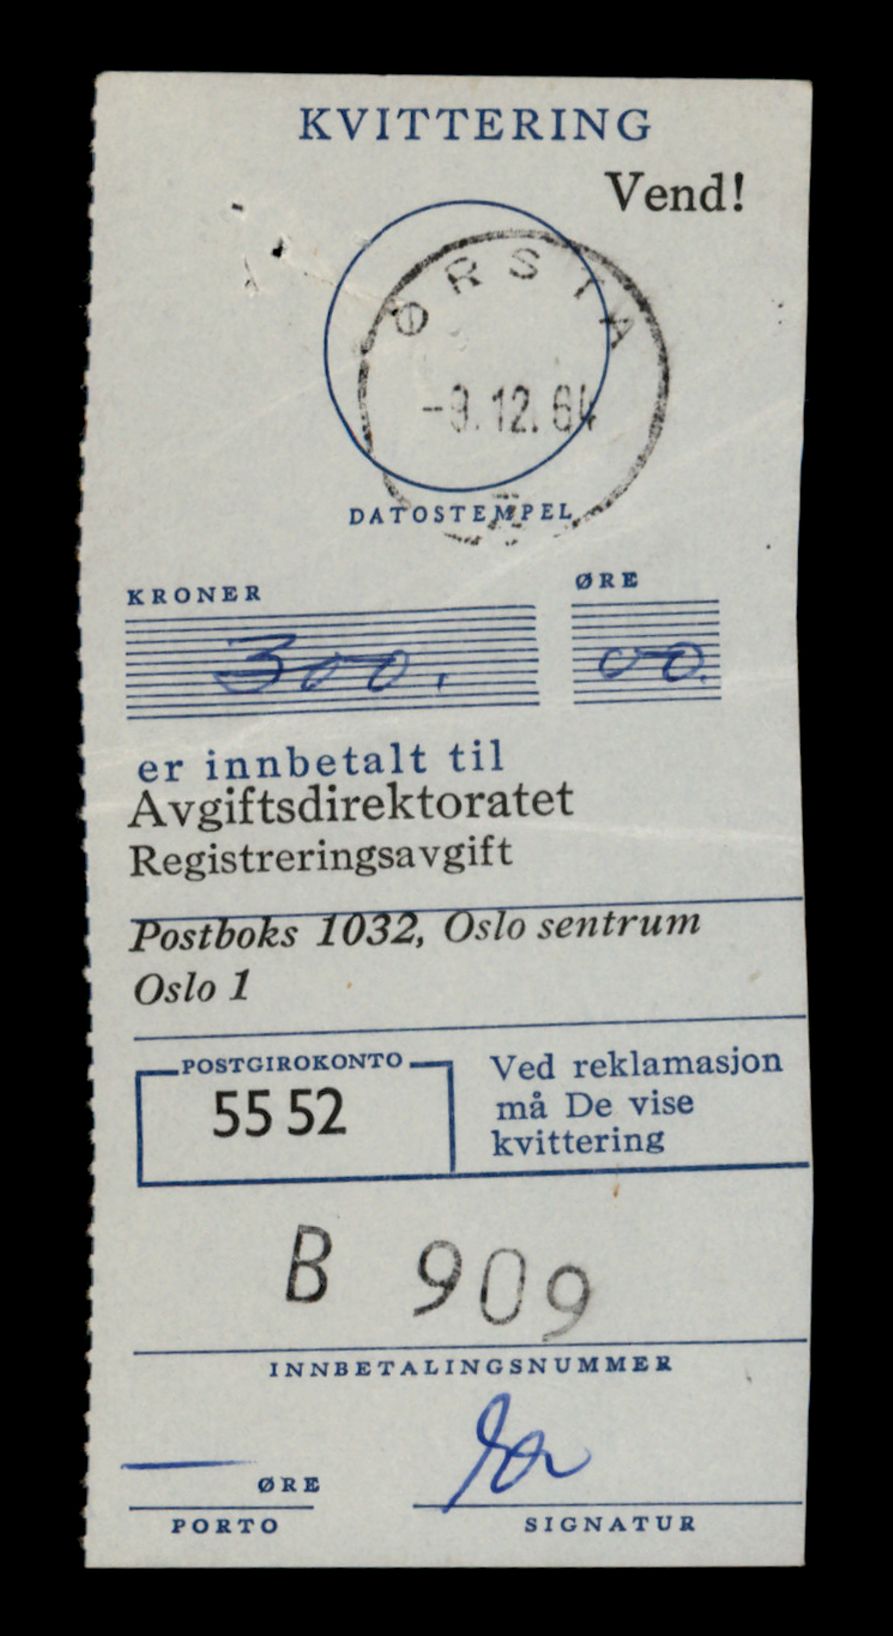 KVITTERING
Vend!
ØRSTA
-9.12.64
DATOSTEMPEL
KRONER ØRE
300. 00.
er innbetalt til
Avgiftsdirektoratet
Registreringsavgift
Postboks 1032, Oslo sentrum
Oslo 1
POSTGIROKONTO
55 52
Ved reklamasjon
må De vise
kvittering
B 909
INNBETALINGSNUMMER
ØRE
PORTO
SIGNATUR